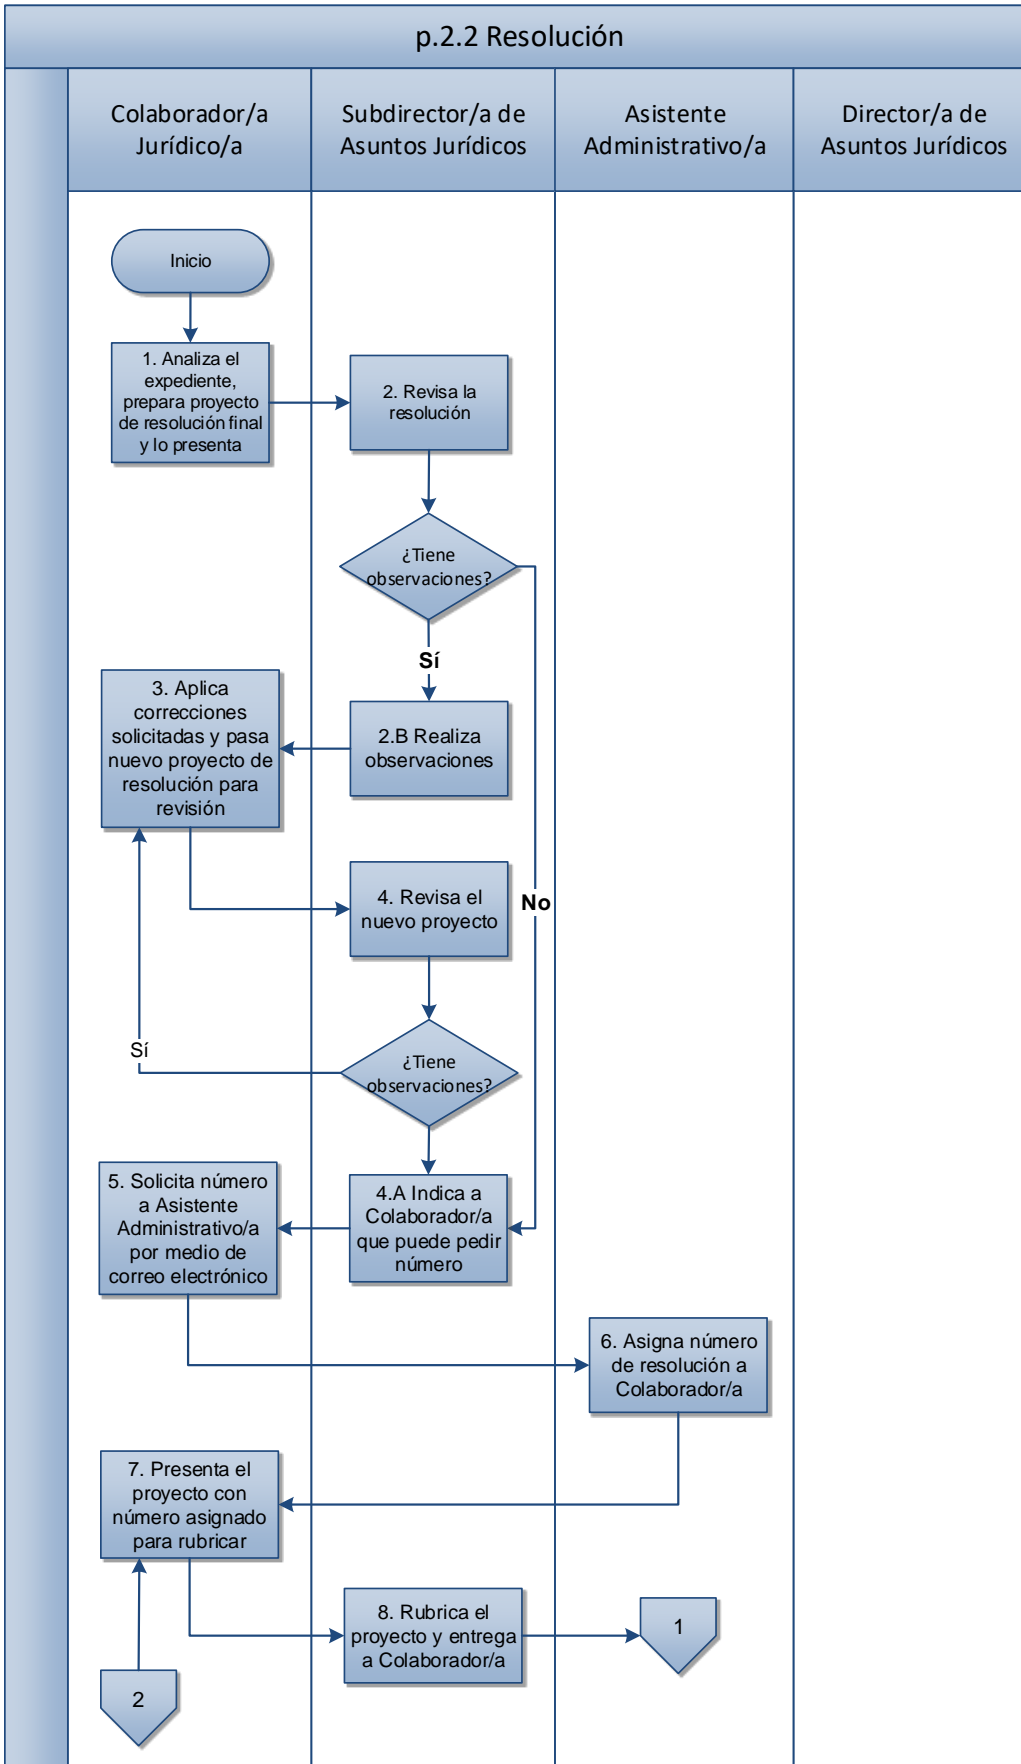 p.2.2 Resolución
Colaborador/a
Jurídico/a
Subdirector/a de
Asuntos Jurídicos
Asistente
Administrativo/a
Director/a de
Asuntos Jurídicos
Inicio
1. Analiza el
expediente,
prepara proyecto
de resolución final
y lo presenta
2. Revisa la
resolución
¿Tiene
observaciones?
Sí
2.B Realiza
observaciones
3. Aplica
correcciones
solicitadas y pasa
nuevo proyecto de
resolución para
revisión
4. Revisa el
nuevo proyecto
No
¿Tiene
observaciones?
Sí
4.A Indica a
Colaborador/a
que puede pedir
número
5. Solicita número
a Asistente
Administrativo/a
por medio de
correo electrónico
6. Asigna número
de resolución a
Colaborador/a
7. Presenta el
proyecto con
número asignado
para rubricar
8. Rubrica el
proyecto y entrega
a Colaborador/a
1
2